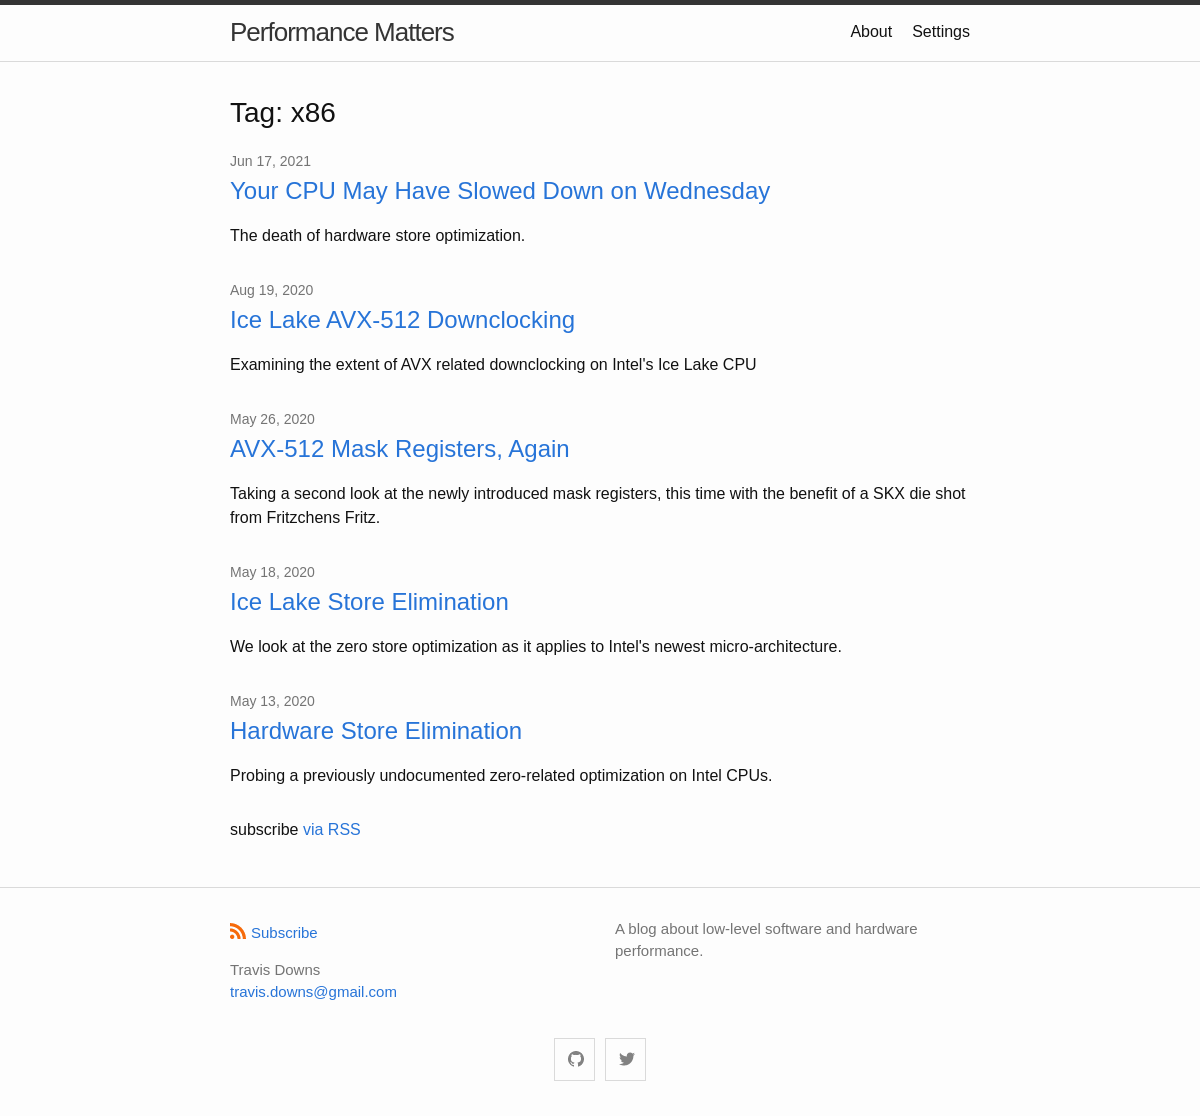 Performance Matters
About Settings
Tag: x86
Jun 17, 2021
Your CPU May Have Slowed Down on Wednesday
The death of hardware store optimization.
Aug 19, 2020
Ice Lake AVX-512 Downclocking
Examining the extent of AVX related downclocking on Intel's Ice Lake CPU
May 26, 2020
AVX-512 Mask Registers, Again
Taking a second look at the newly introduced mask registers, this time with the benefit of a SKX die shot
from Fritzchens Fritz.
May 18, 2020
Ice Lake Store Elimination
We look at the zero store optimization as it applies to Intel's newest micro-architecture.
May 13, 2020
Hardware Store Elimination
Probing a previously undocumented zero-related optimization on Intel CPUs.
subscribe via RSS
Subscribe
Travis Downs
travis.downs@gmail.com
A blog about low-level software and hardware
performance.